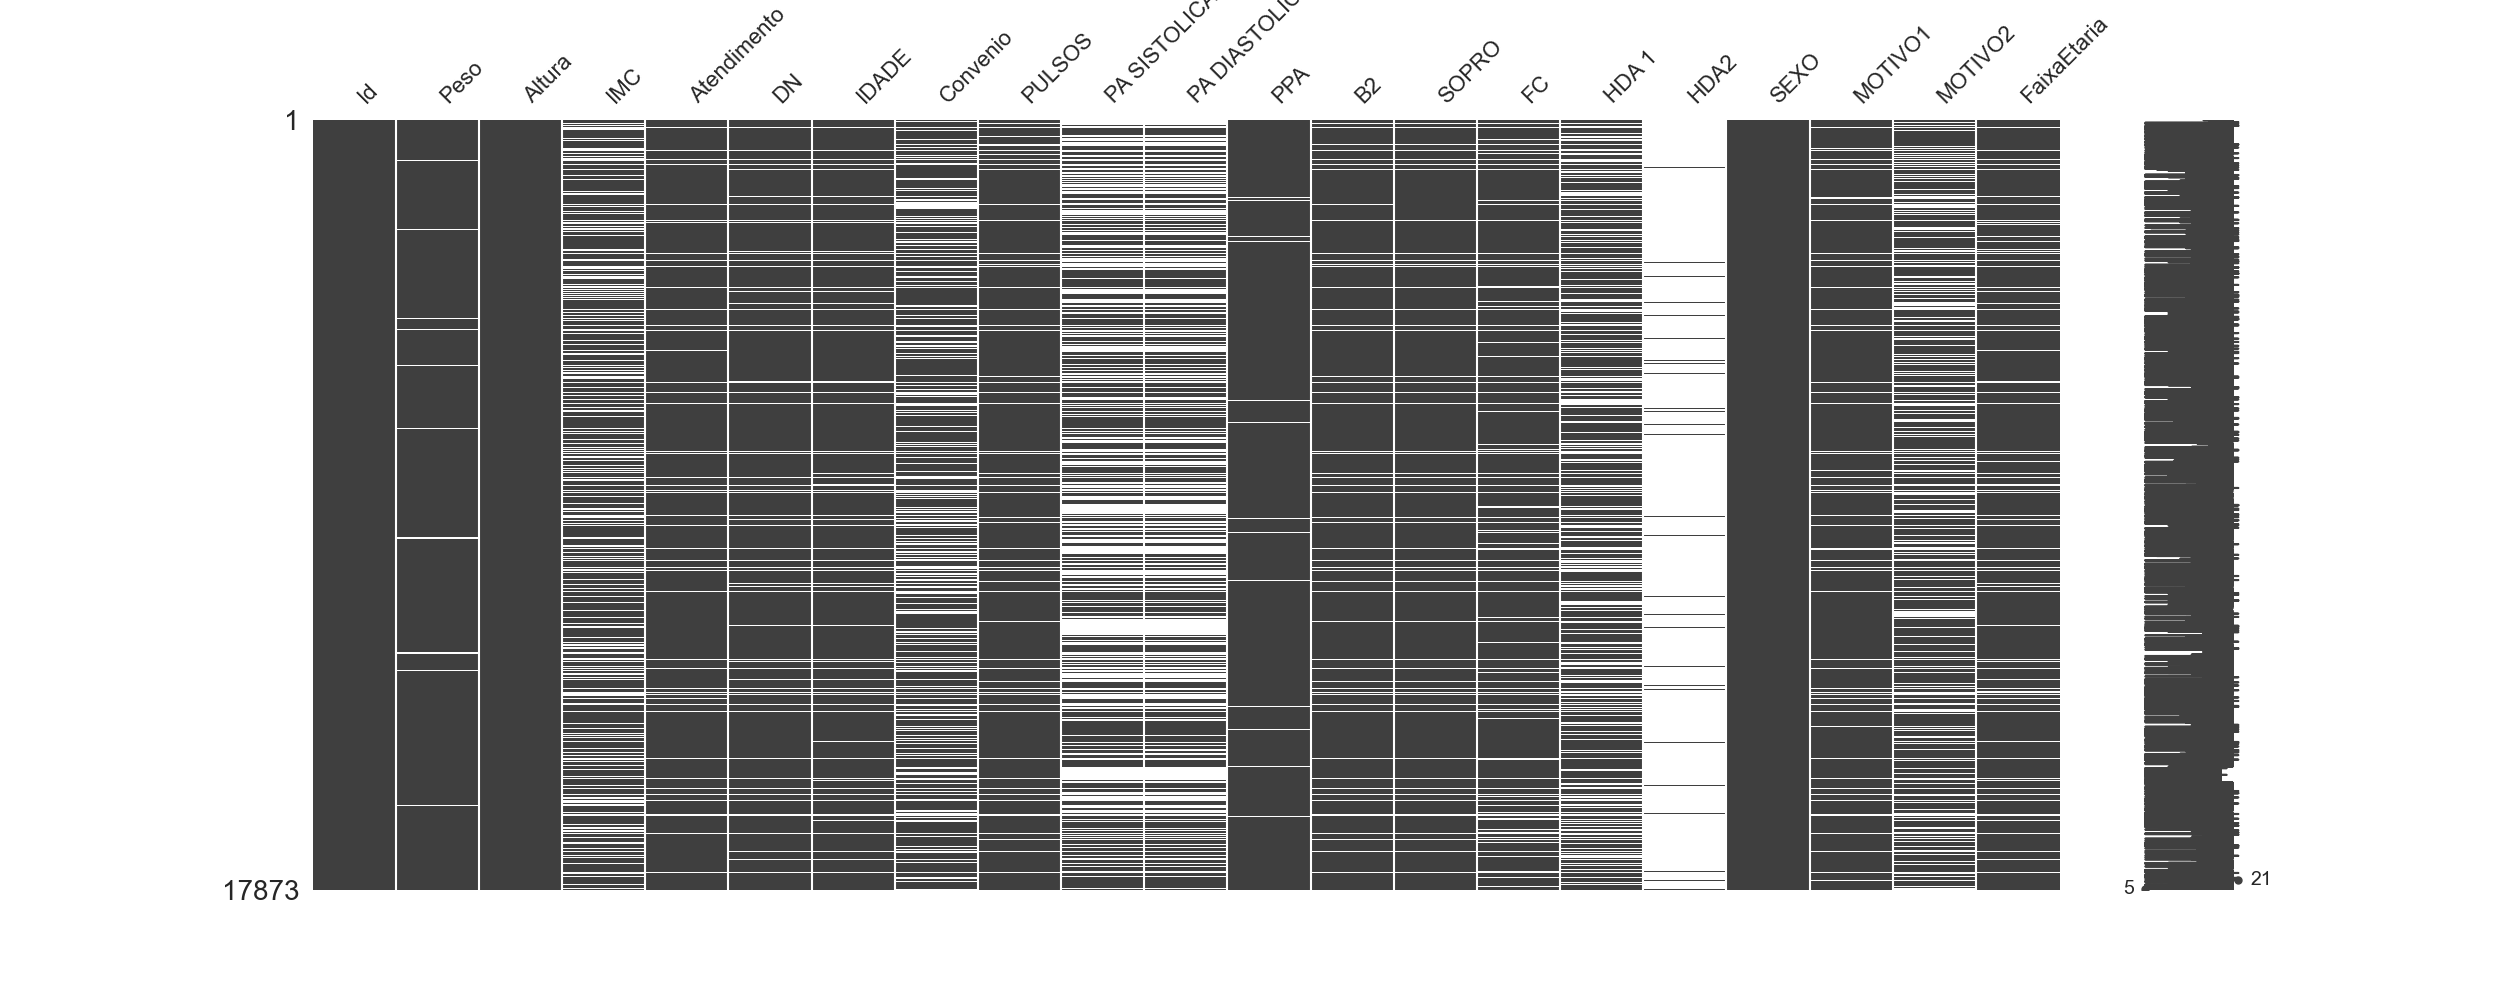 Id
Peso
Altura
IMC
Atendimento
DN
IDADE
Convenio
PULSOS
PA SISTOLICA
PA DIASTOLIC
PPA
B2
SOPRO
FC
HDA 1
HDA2
SEXO
MOTIVO1
MOTIVO2
FaixaEtaria
1
17873
5
21